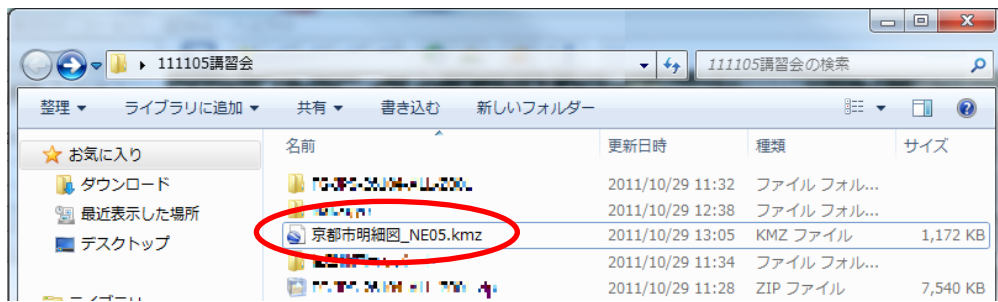 111105講習会
111105講習会の検索
整理 ライブラリに追加 共有 書き込む 新しいフォルダー
お気に入り
ダウンロード
最近表示した場所
デスクトップ
名前 更新日時 種類 サイズ
2011/10/29 11:32 ファイル フォル...
2011/10/29 12:38 ファイル フォル...
京都市明細図_NE05.kmz 2011/10/29 13:05 KMZ ファイル 1,172 KB
2011/10/29 11:34 ファイル フォル...
2011/10/29 11:28 ZIP ファイル 7,540 KB